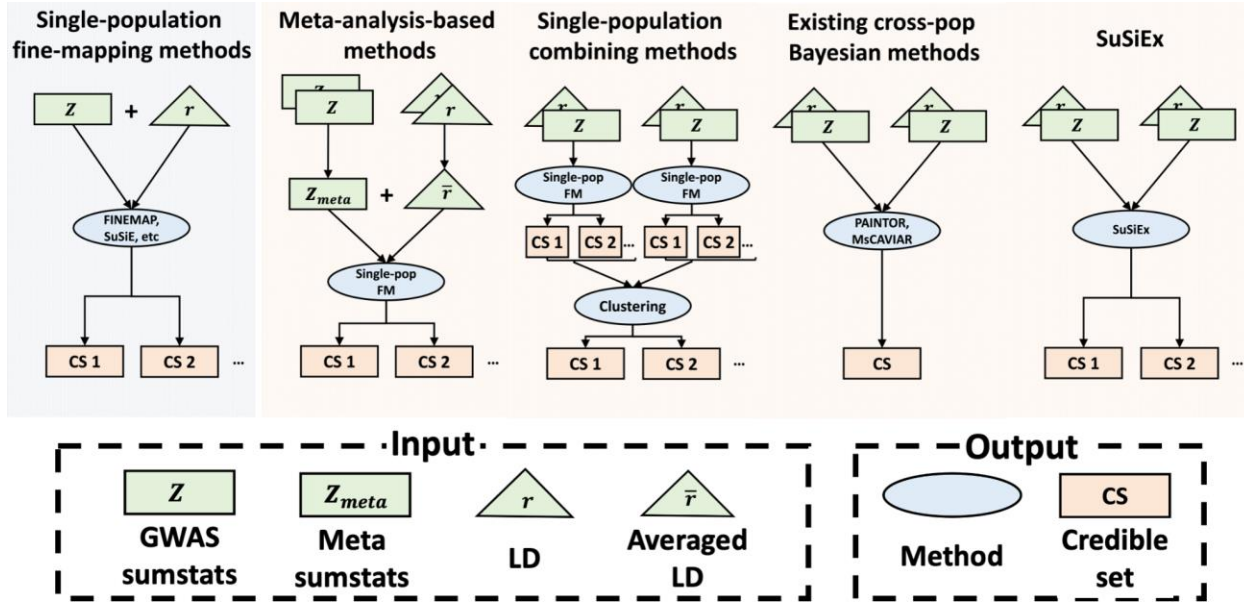 Single-population
fine-mapping methods
Z + r
FINEMAP,
SuSiE, etc
CS 1 CS 2 ...
Meta-analysis-based
methods
Z r
Z r
Z_meta + r̄
Single-pop
FM
CS 1 CS 2 ...
Single-population
combining methods
r r
Z Z
Single-pop Single-pop
FM FM
CS 1 CS 2 ... CS 1 CS 2 ...
Clustering
CS 1 CS 2 ...
Existing cross-pop
Bayesian methods
r r
Z Z
PAINTOR,
MsCAVIAR
CS
SuSiEx
r r
Z Z
SuSiEx
CS 1 CS 2 ...
Input
Z Z_meta r r̄
GWAS Meta LD Averaged
sumstats sumstats LD
Output
CS
Method Credible
set